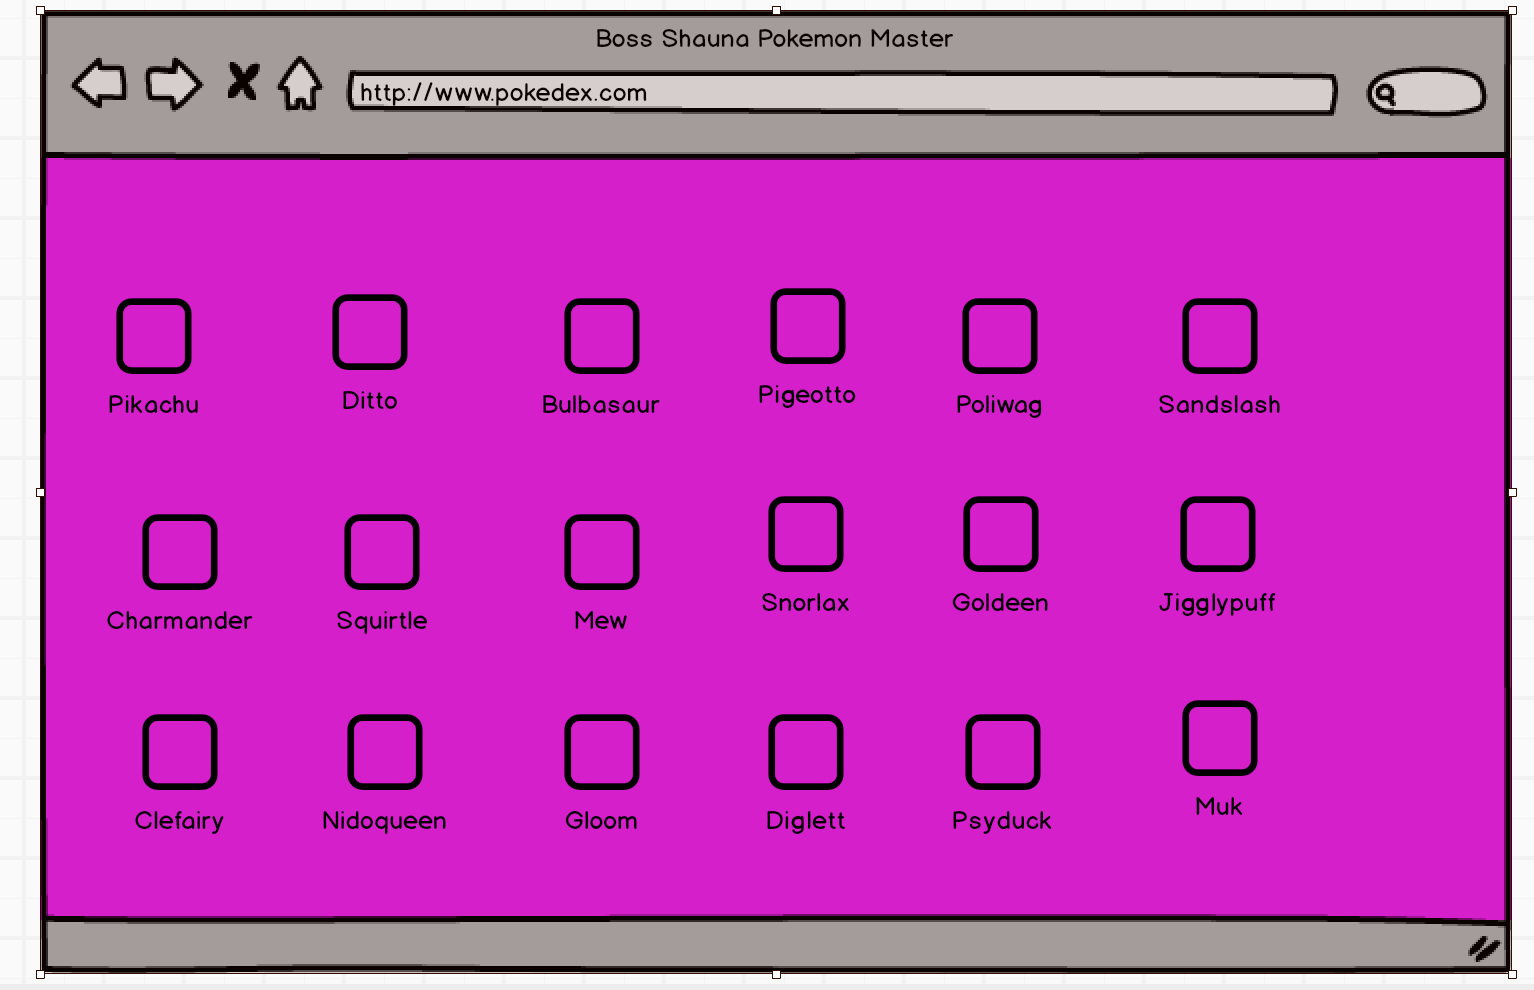 Boss Shauna Pokemon Master
http://www.pokedex.com
Pikachu Ditto Bulbasaur Pigeotto Poliwag Sandslash
Charmander Squirtle Mew Snorlax Goldeen Jigglypuff
Clefairy Nidoqueen Gloom Diglett Psyduck Muk